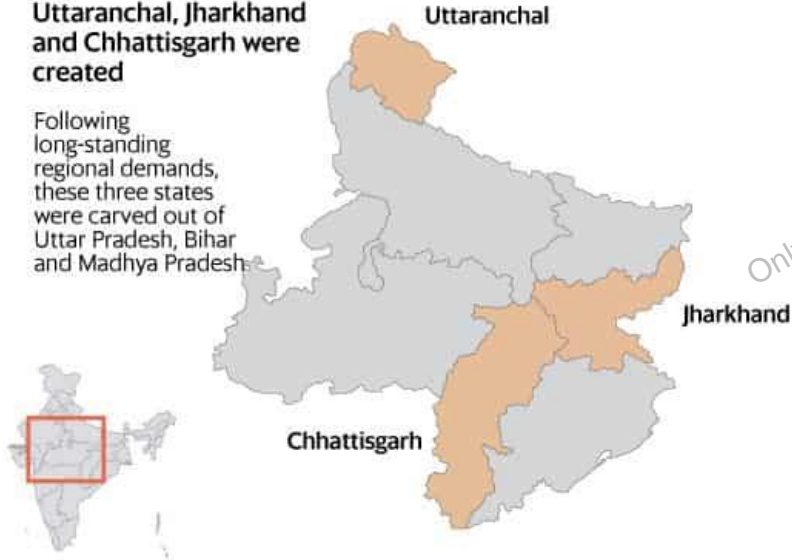 Uttaranchal, Jharkhand
and Chhattisgarh were
created
Following
long-standing
regional demands,
these three states
were carved out of
Uttar Pradesh, Bihar
and Madhya Pradesh
Uttaranchal
Jharkhand
Chhattisgarh